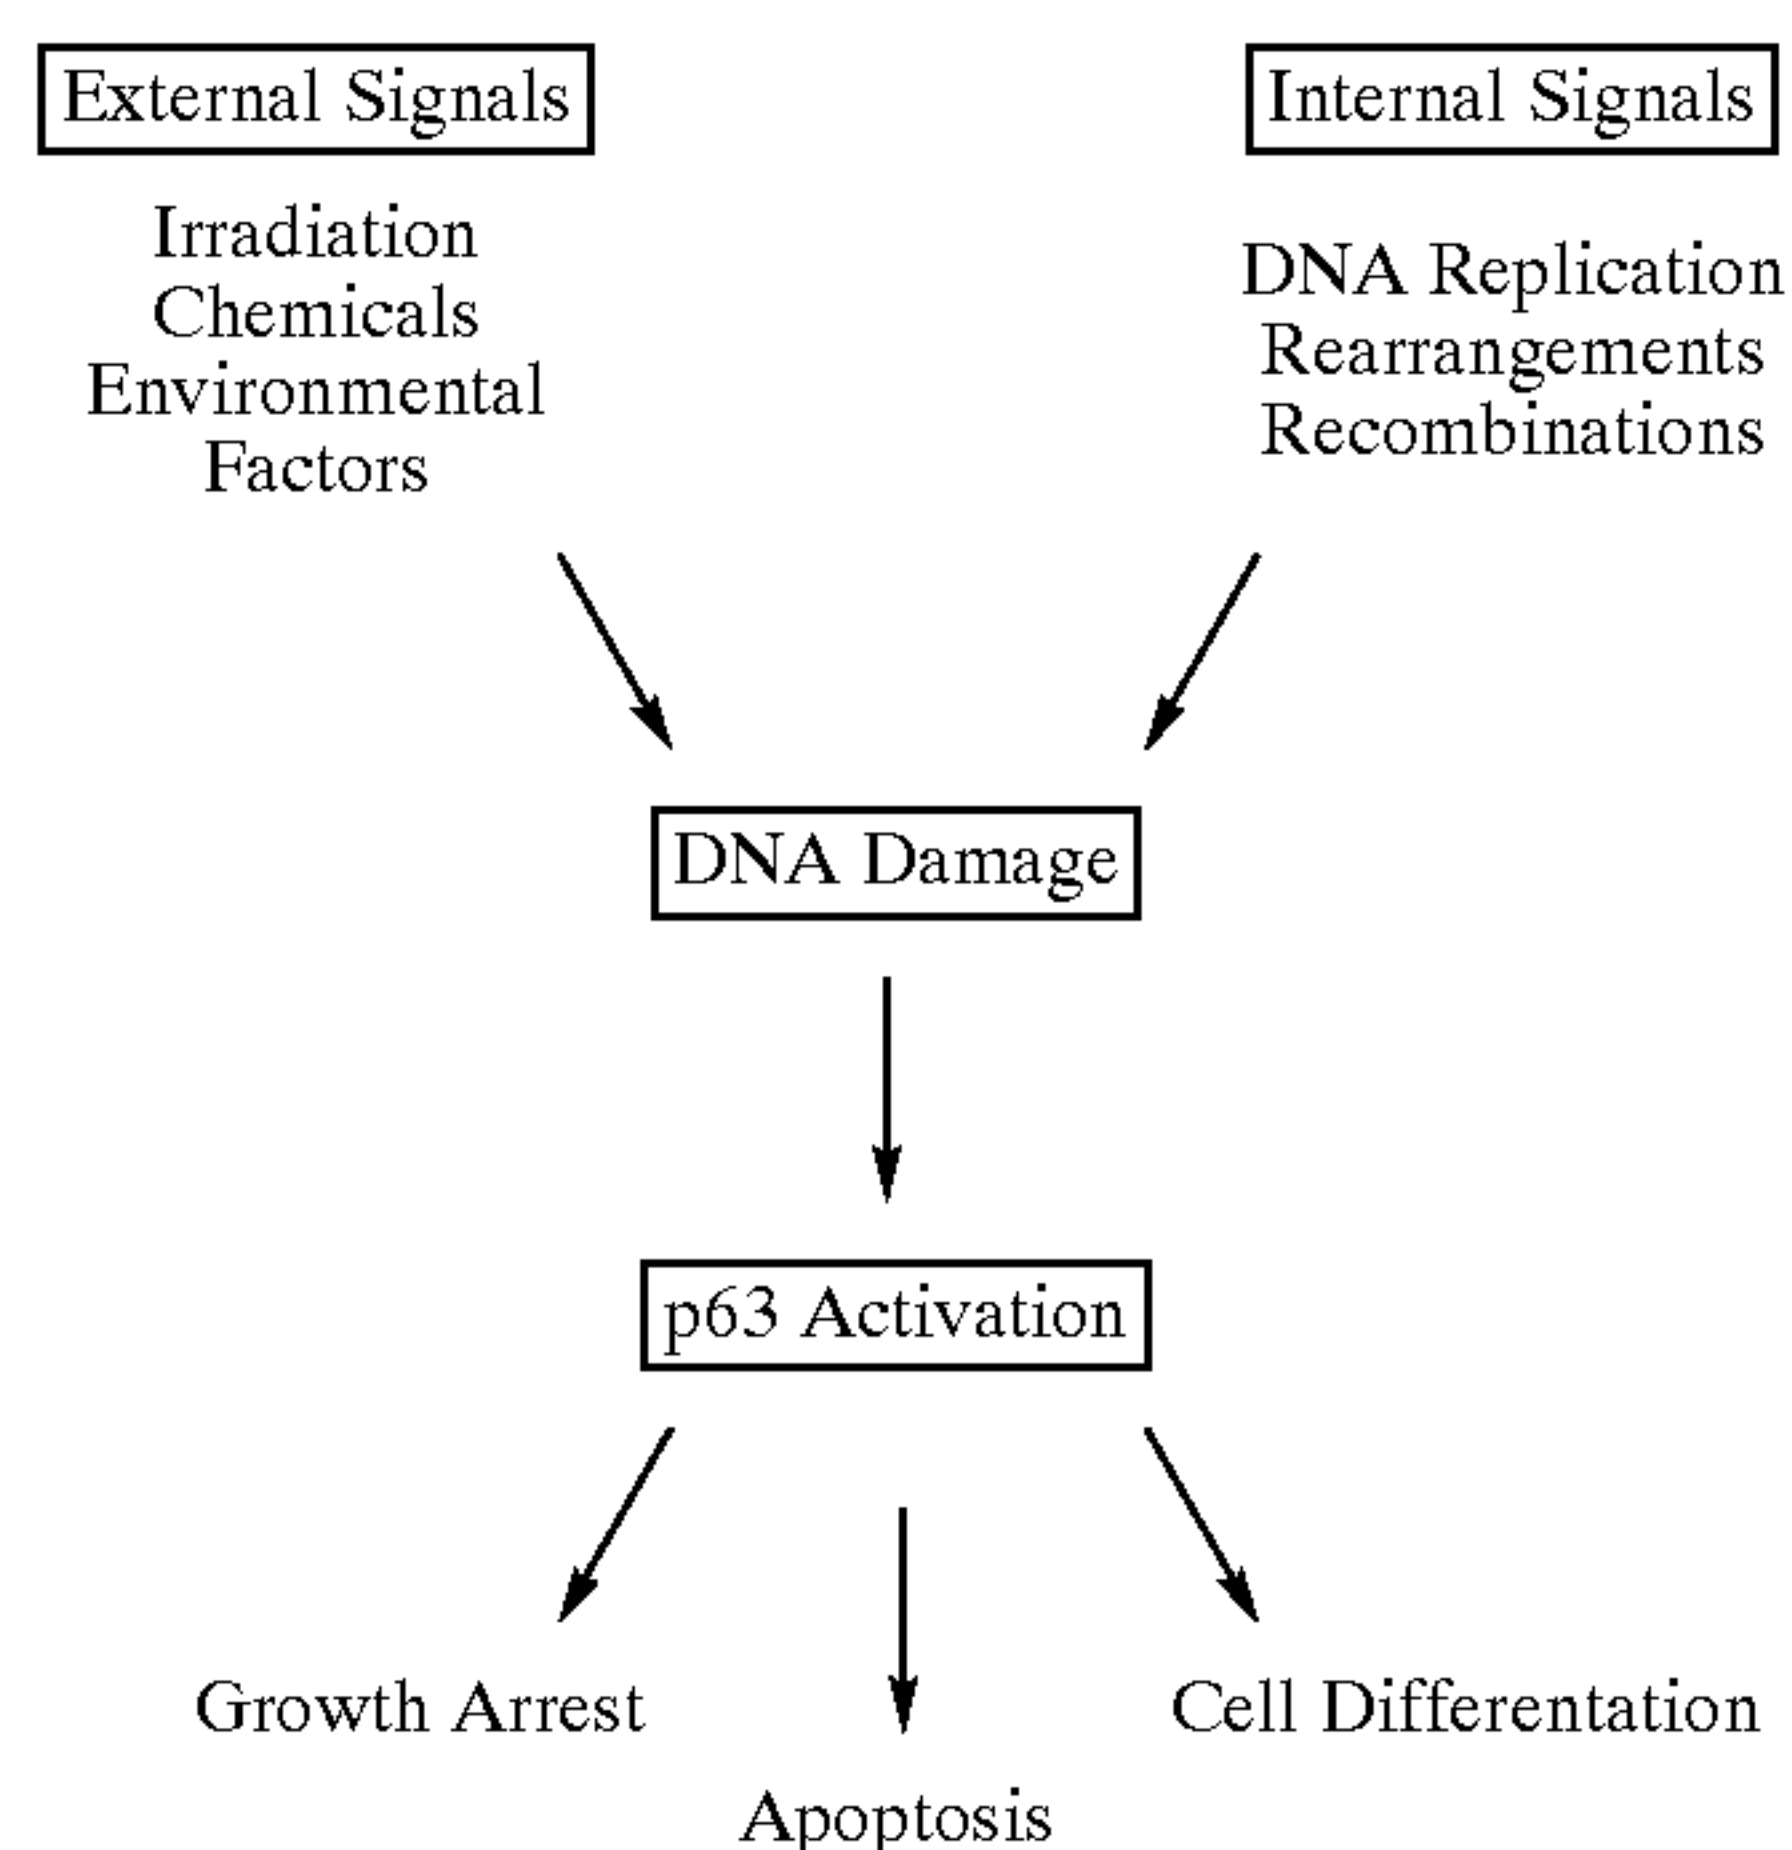 External Signals
Irradiation
Chemicals
Environmental
Factors
Internal Signals
DNA Replication
Rearrangements
Recombinations
DNA Damage
p63 Activation
Growth Arrest
Apoptosis
Cell Differentation